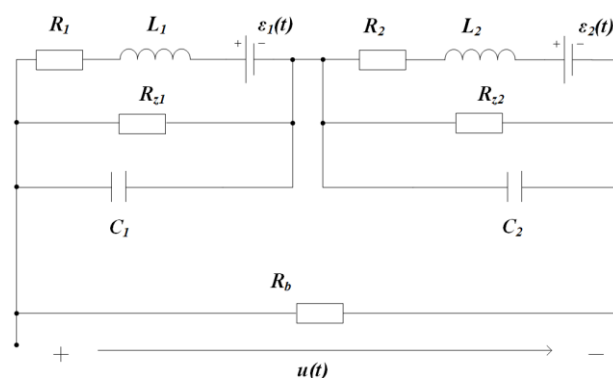 R1 L1 ε1(t) R2 L2 ε2(t)
+ − + −
Rz1 Rz2
C1 C2
Rb
+ −
u(t)